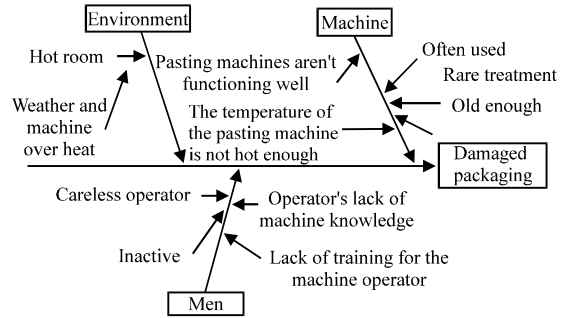 Environment
Machine
Hot room
Pasting machines aren't
functioning well
Often used
Rare treatment
Weather and
machine
over heat
The temperature of
the pasting machine
is not hot enough
Old enough
Damaged
packaging
Careless operator
Operator's lack of
machine knowledge
Inactive
Lack of training for the
machine operator
Men